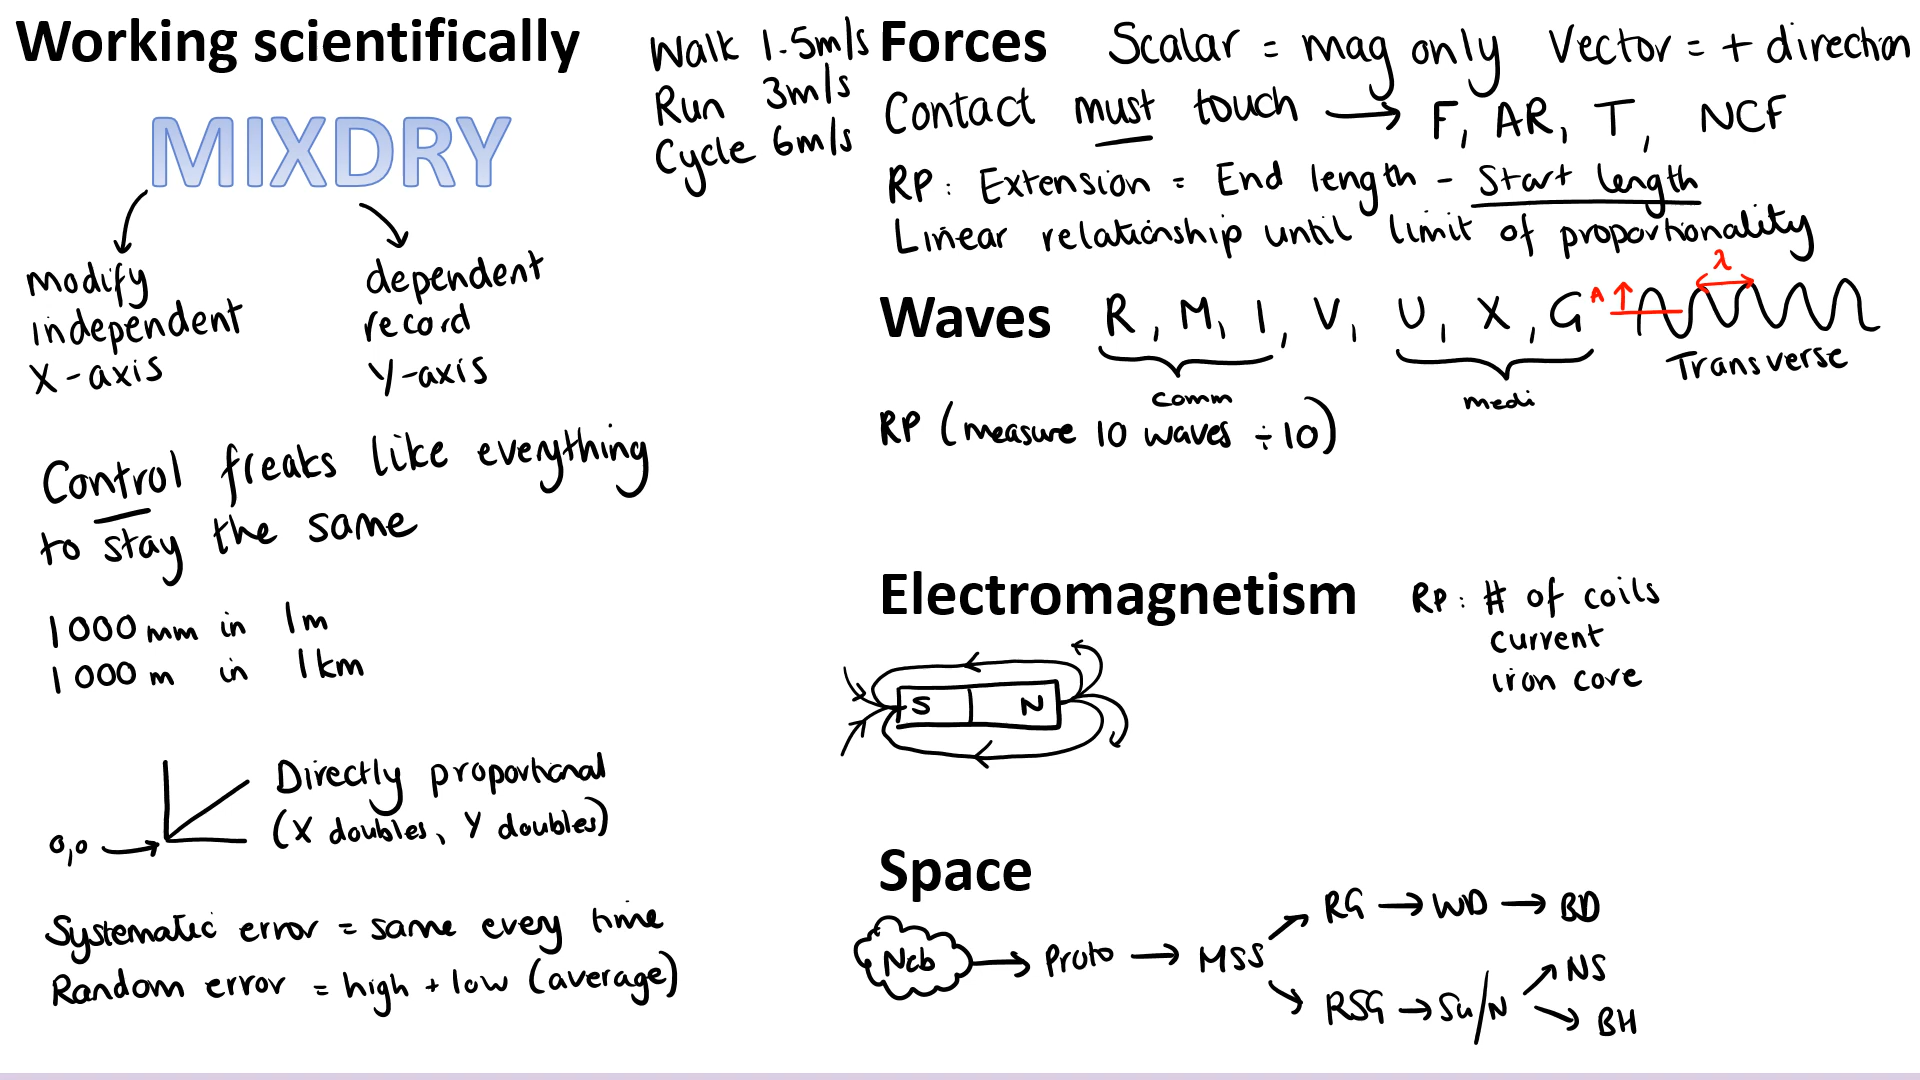 Working scientifically
MIXDRY
Modify
Independent
X-axis
dependent
record
Y-axis
Control freaks like everything
to stay the same
1000 mm in 1m
1000 m in 1km
0,0
Directly proportional
(X doubles, Y doubles)
Systematic error = same every time
Random error = high + low (average)
Walk 1.5m/s
Run 3m/s
Cycle 6m/s
Forces Scalar = mag only Vector = + direction
Contact must touch → F, AR, T, NCF
RP: Extension = End length - Start length
Linear relationship until limit of proportionality
Waves R, M, I, V, U, X, G
comm
medi
A
λ
Transverse
RP (measure 10 waves ÷ 10)
Electromagnetism RP: # of coils
current
iron core
S N
Space
Neb → Proto → MSS
RG → WD → BD
RSG → Su/N
NS
BH